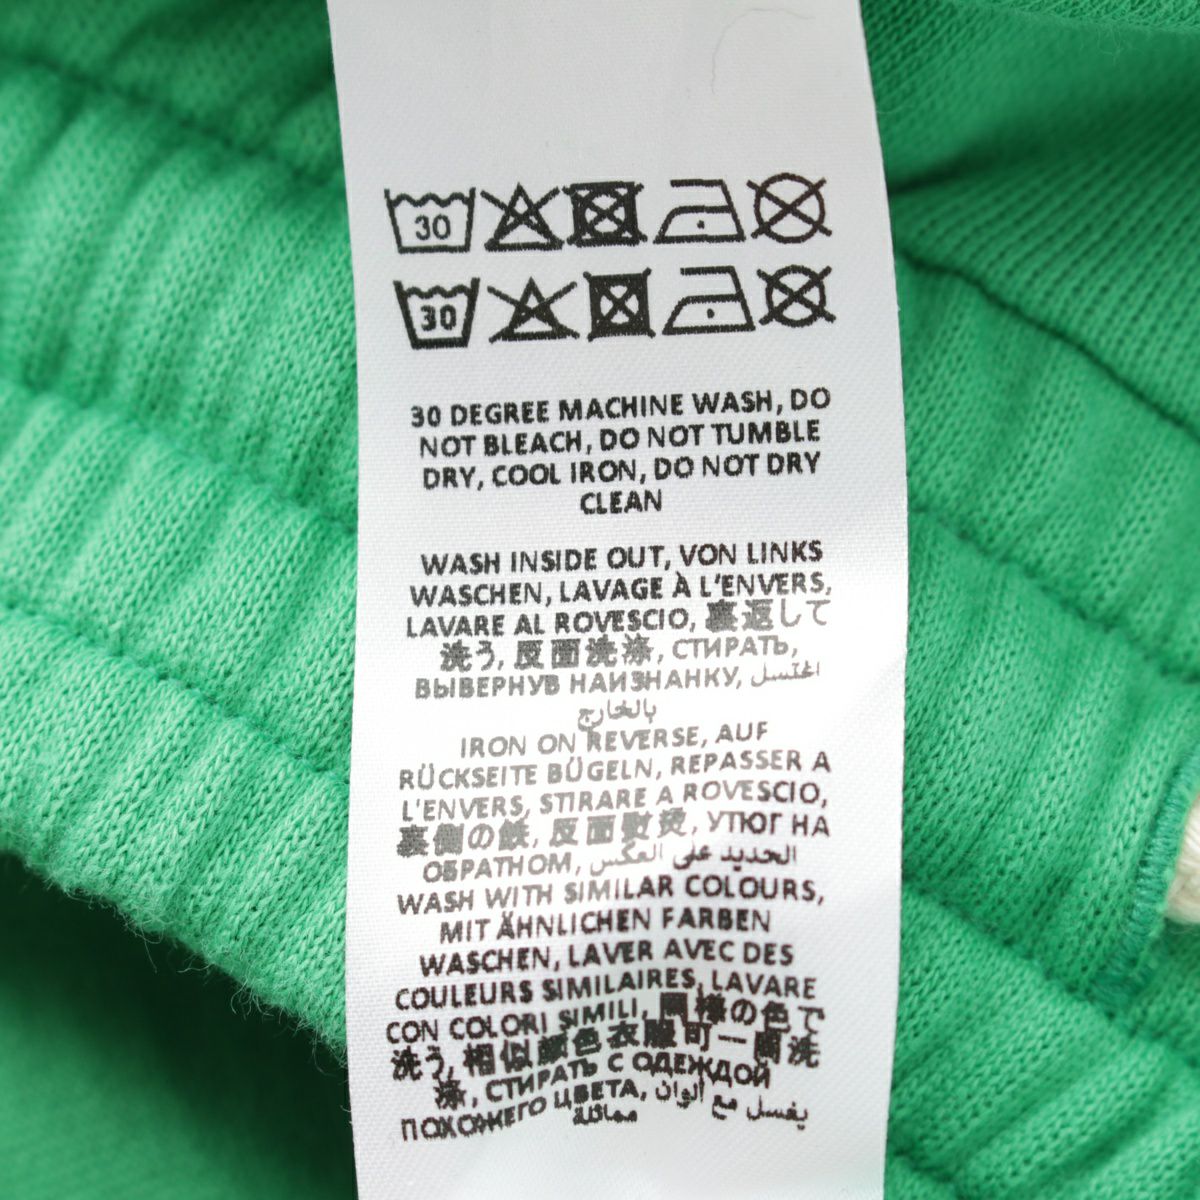 30
30
30 DEGREE MACHINE WASH, DO
NOT BLEACH, DO NOT TUMBLE
DRY, COOL IRON, DO NOT DRY
CLEAN
WASH INSIDE OUT, VON LINKS
WASCHEN, LAVAGE À L'ENVERS,
LAVARE AL ROVESCIO, 裏返して
洗う, 反面洗涤, СТИРАТЬ,
ВЫВЕРНУВ НАИЗНАНКУ, اغتسل
بالخارج
IRON ON REVERSE, AUF
RÜCKSEITE BÜGELN, REPASSER A
L'ENVERS, STIRARE A ROVESCIO,
裏側の鉄, 反面熨烫, УТЮГ НА
ОБРАТНОМ, الحديد على العكس
WASH WITH SIMILAR COLOURS,
MIT ÄHNLICHEN FARBEN
WASCHEN, LAVER AVEC DES
COULEURS SIMILAIRES, LAVARE
CON COLORI SIMILI, 同様の色で
洗う, 相似颜色衣服可一同洗
涤, СТИРАТЬ С ОДЕЖДОЙ
ПОХОЖЕГО ЦВЕТА, يغسل مع ألوان
مماثلة